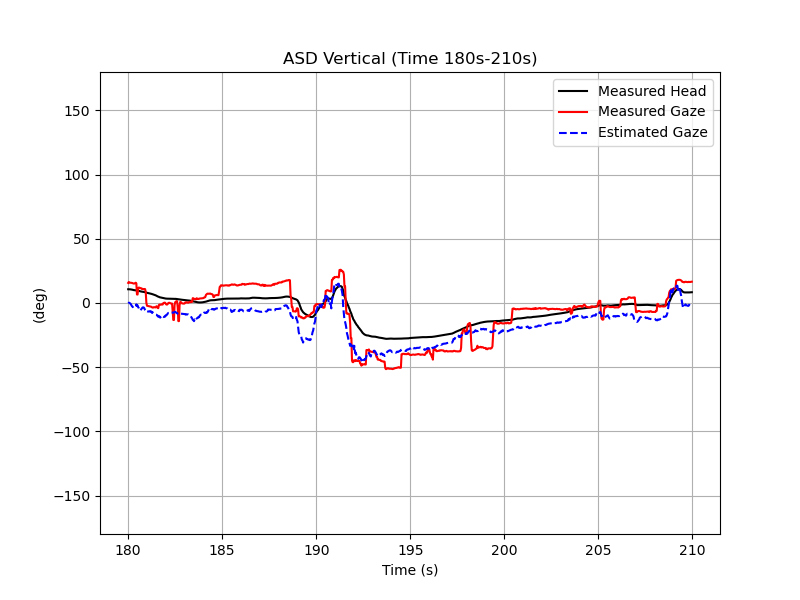 ASD Vertical (Time 180s-210s)
Measured Head
Measured Gaze
Estimated Gaze
150
100
50
0
−50
−100
−150
(deg)
180 185 190 195 200 205 210
Time (s)